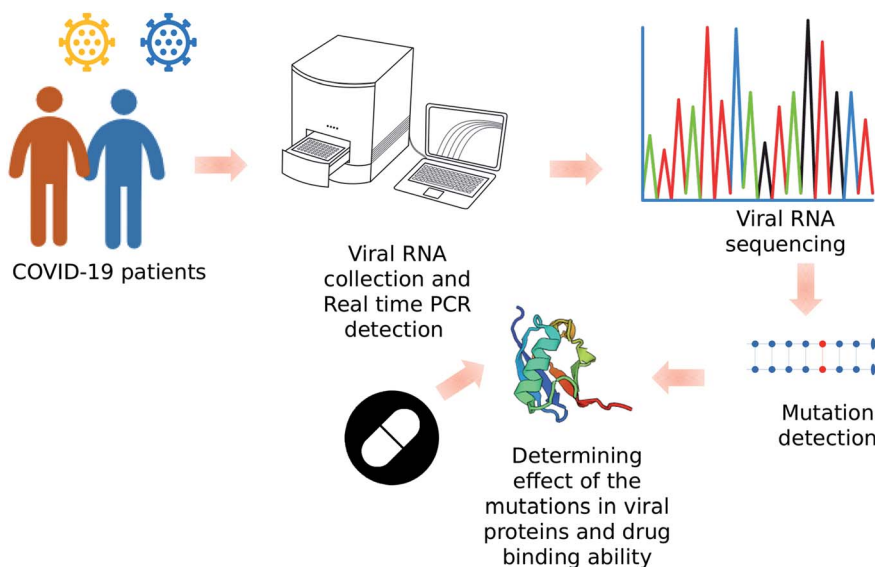 COVID-19 patients
Viral RNA
collection and
Real time PCR
detection
Viral RNA
sequencing
Mutation
detection
Determining
effect of the
mutations in viral
proteins and drug
binding ability